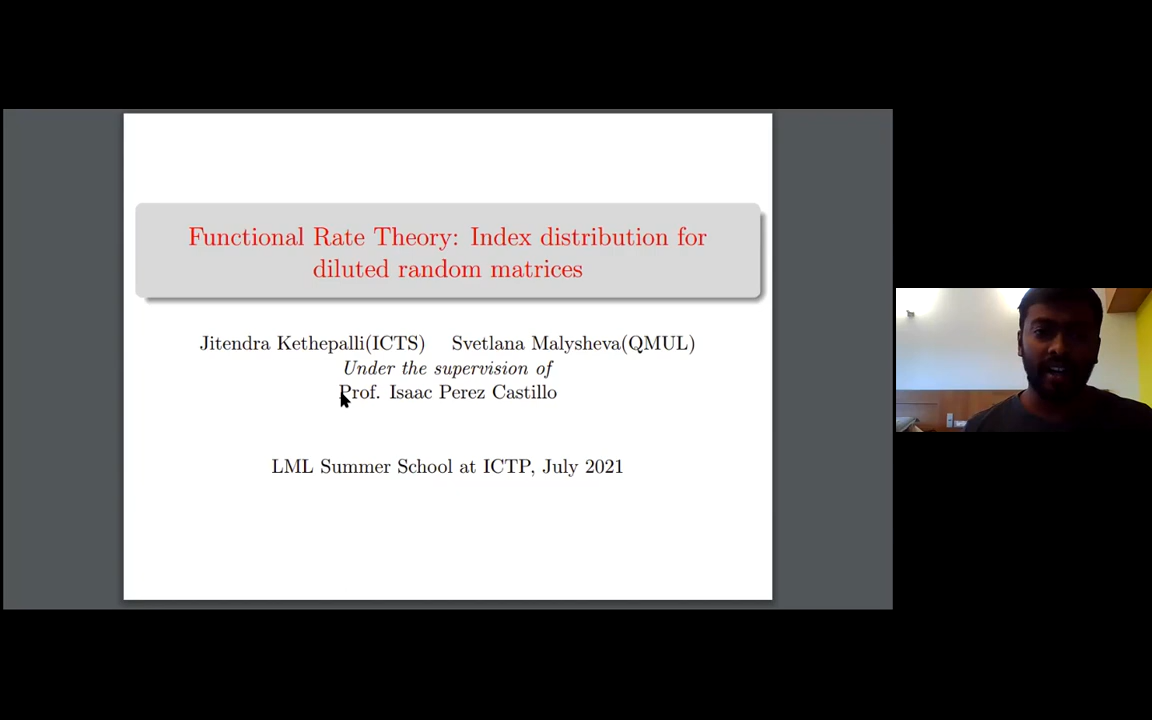 Functional Rate Theory: Index distribution for
diluted random matrices
Jitendra Kethepalli(ICTS) Svetlana Malysheva(QMUL)
Under the supervision of
Prof. Isaac Perez Castillo
LML Summer School at ICTP, July 2021